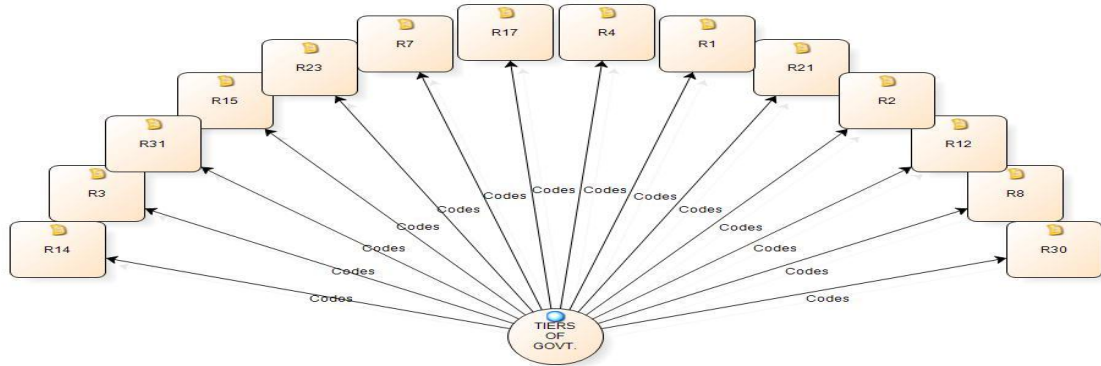 R17
R4
R7
R1
R23
R21
R15
R2
R31
R12
R3
R8
R14
R30
Codes
Codes
Codes
Codes
Codes
Codes
Codes
Codes
Codes
Codes
Codes
Codes
Codes
Codes
TIERS
OF
GOVT.